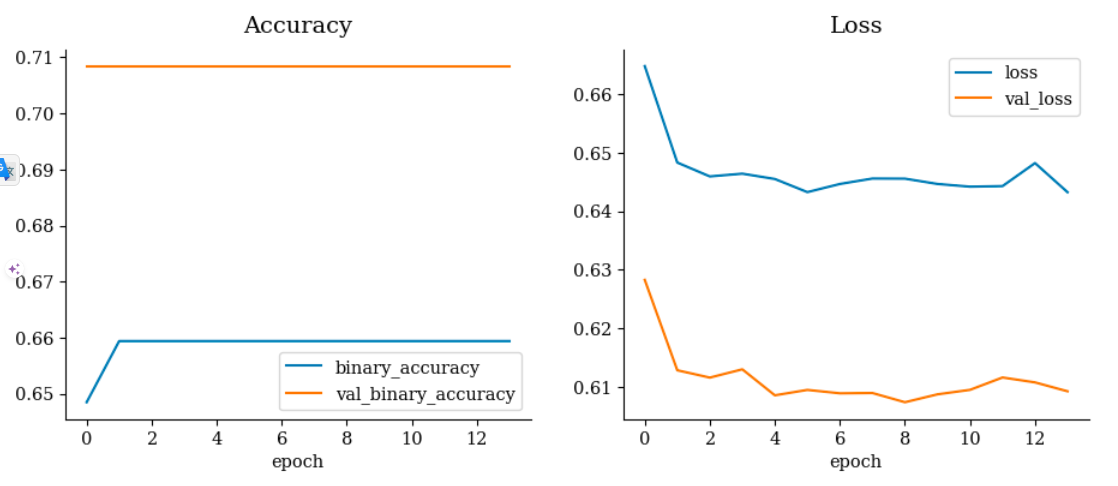 Accuracy
0.71
0.70
0.69
0.68
0.67
0.66
0.65
binary_accuracy
val_binary_accuracy
0 2 4 6 8 10 12
epoch
Loss
loss
val_loss
0.66
0.65
0.64
0.63
0.62
0.61
0 2 4 6 8 10 12
epoch